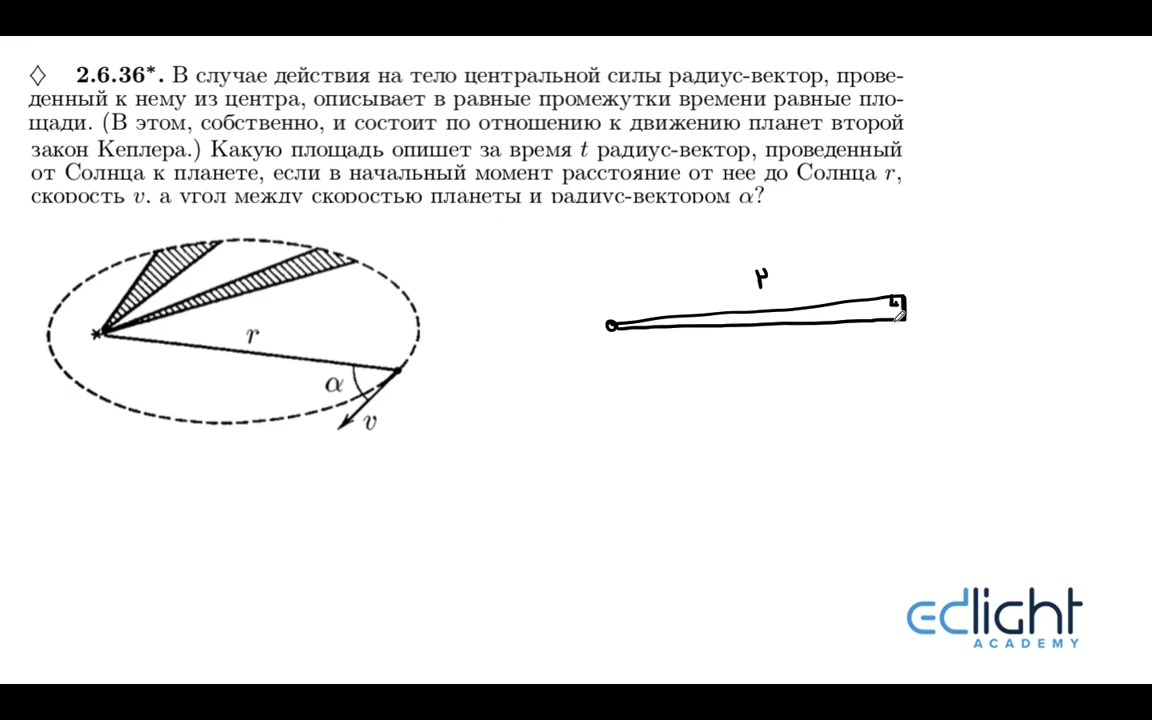 ♢ 2.6.36*. В случае действия на тело центральной силы радиус-вектор, прове-
денный к нему из центра, описывает в равные промежутки времени равные пло-
щади. (В этом, собственно, и состоит по отношению к движению планет второй
закон Кеплера.) Какую площадь опишет за время t радиус-вектор, проведенный
от Солнца к планете, если в начальный момент расстояние от нее до Солнца r,
скорость v, а угол между скоростью планеты и радиус-вектором α?
r
α
v
r
edlight
ACADEMY